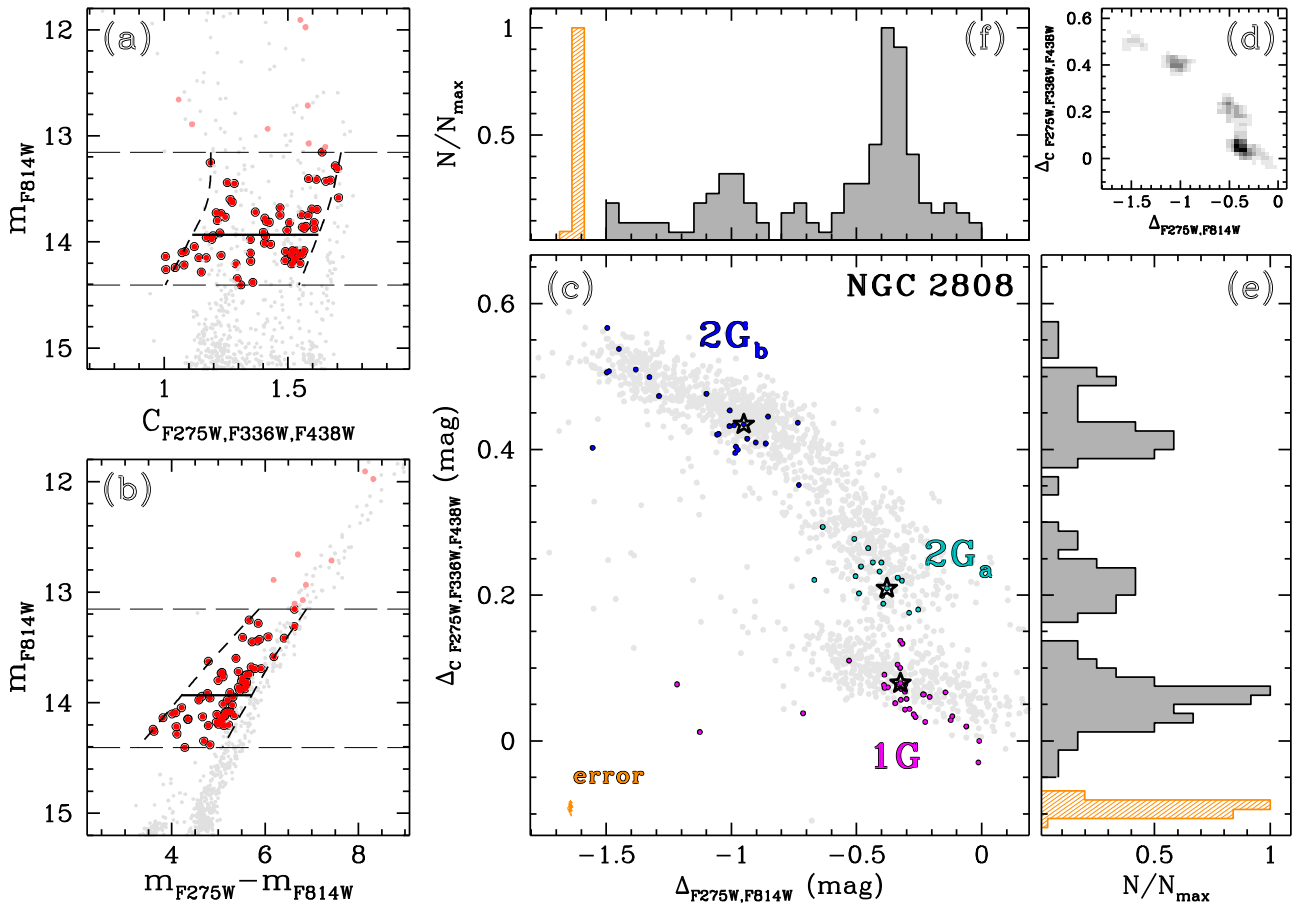 12
13
14
15
m_F814W
(a)
1
1.5
C_F275W,F336W,F438W
12
13
14
15
m_F814W
(b)
4
6
8
m_F275W−m_F814W
1
0.5
N/N_max
(f)
0.6
0.4
0.2
0
Δ_C F275W,F336W,F438W
(d)
−1.5
−1
−0.5
0
Δ_F275W,F814W
0.6
0.4
0.2
0
Δ_C F275W,F336W,F438W (mag)
(c)
NGC 2808
2G_b
2G_a
1G
error
−1.5
−1
−0.5
0
Δ_F275W,F814W (mag)
(e)
0.5
1
N/N_max